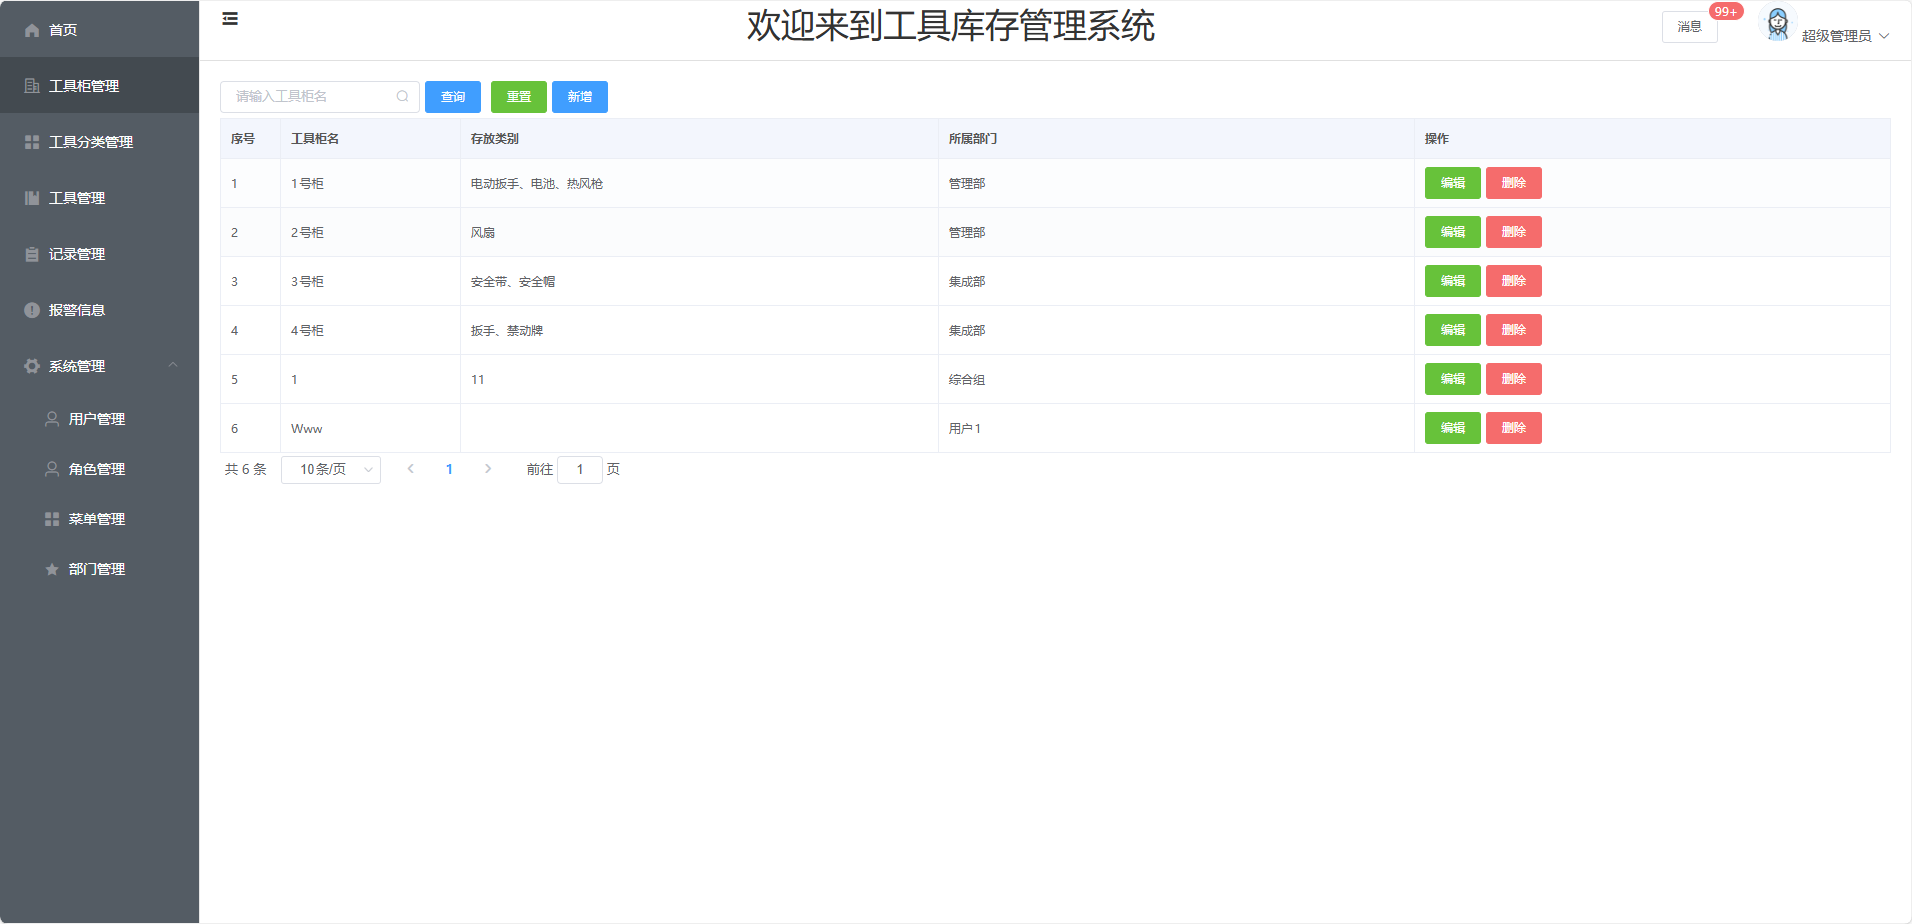 首页
工具柜管理
工具分类管理
工具管理
记录管理
报警信息
系统管理
用户管理
角色管理
菜单管理
部门管理
欢迎来到工具库存管理系统
消息 99+ 超级管理员
请输入工具柜名 查询 重置 新增
序号 工具柜名 存放类别 所属部门 操作
1 1号柜 电动扳手、电池、热风枪 管理部 编辑 删除
2 2号柜 风扇 管理部 编辑 删除
3 3号柜 安全带、安全帽 集成部 编辑 删除
4 4号柜 扳手、禁动牌 集成部 编辑 删除
5 1 11 综合组 编辑 删除
6 Www 用户1 编辑 删除
共 6 条 10条/页 1 前往 1 页